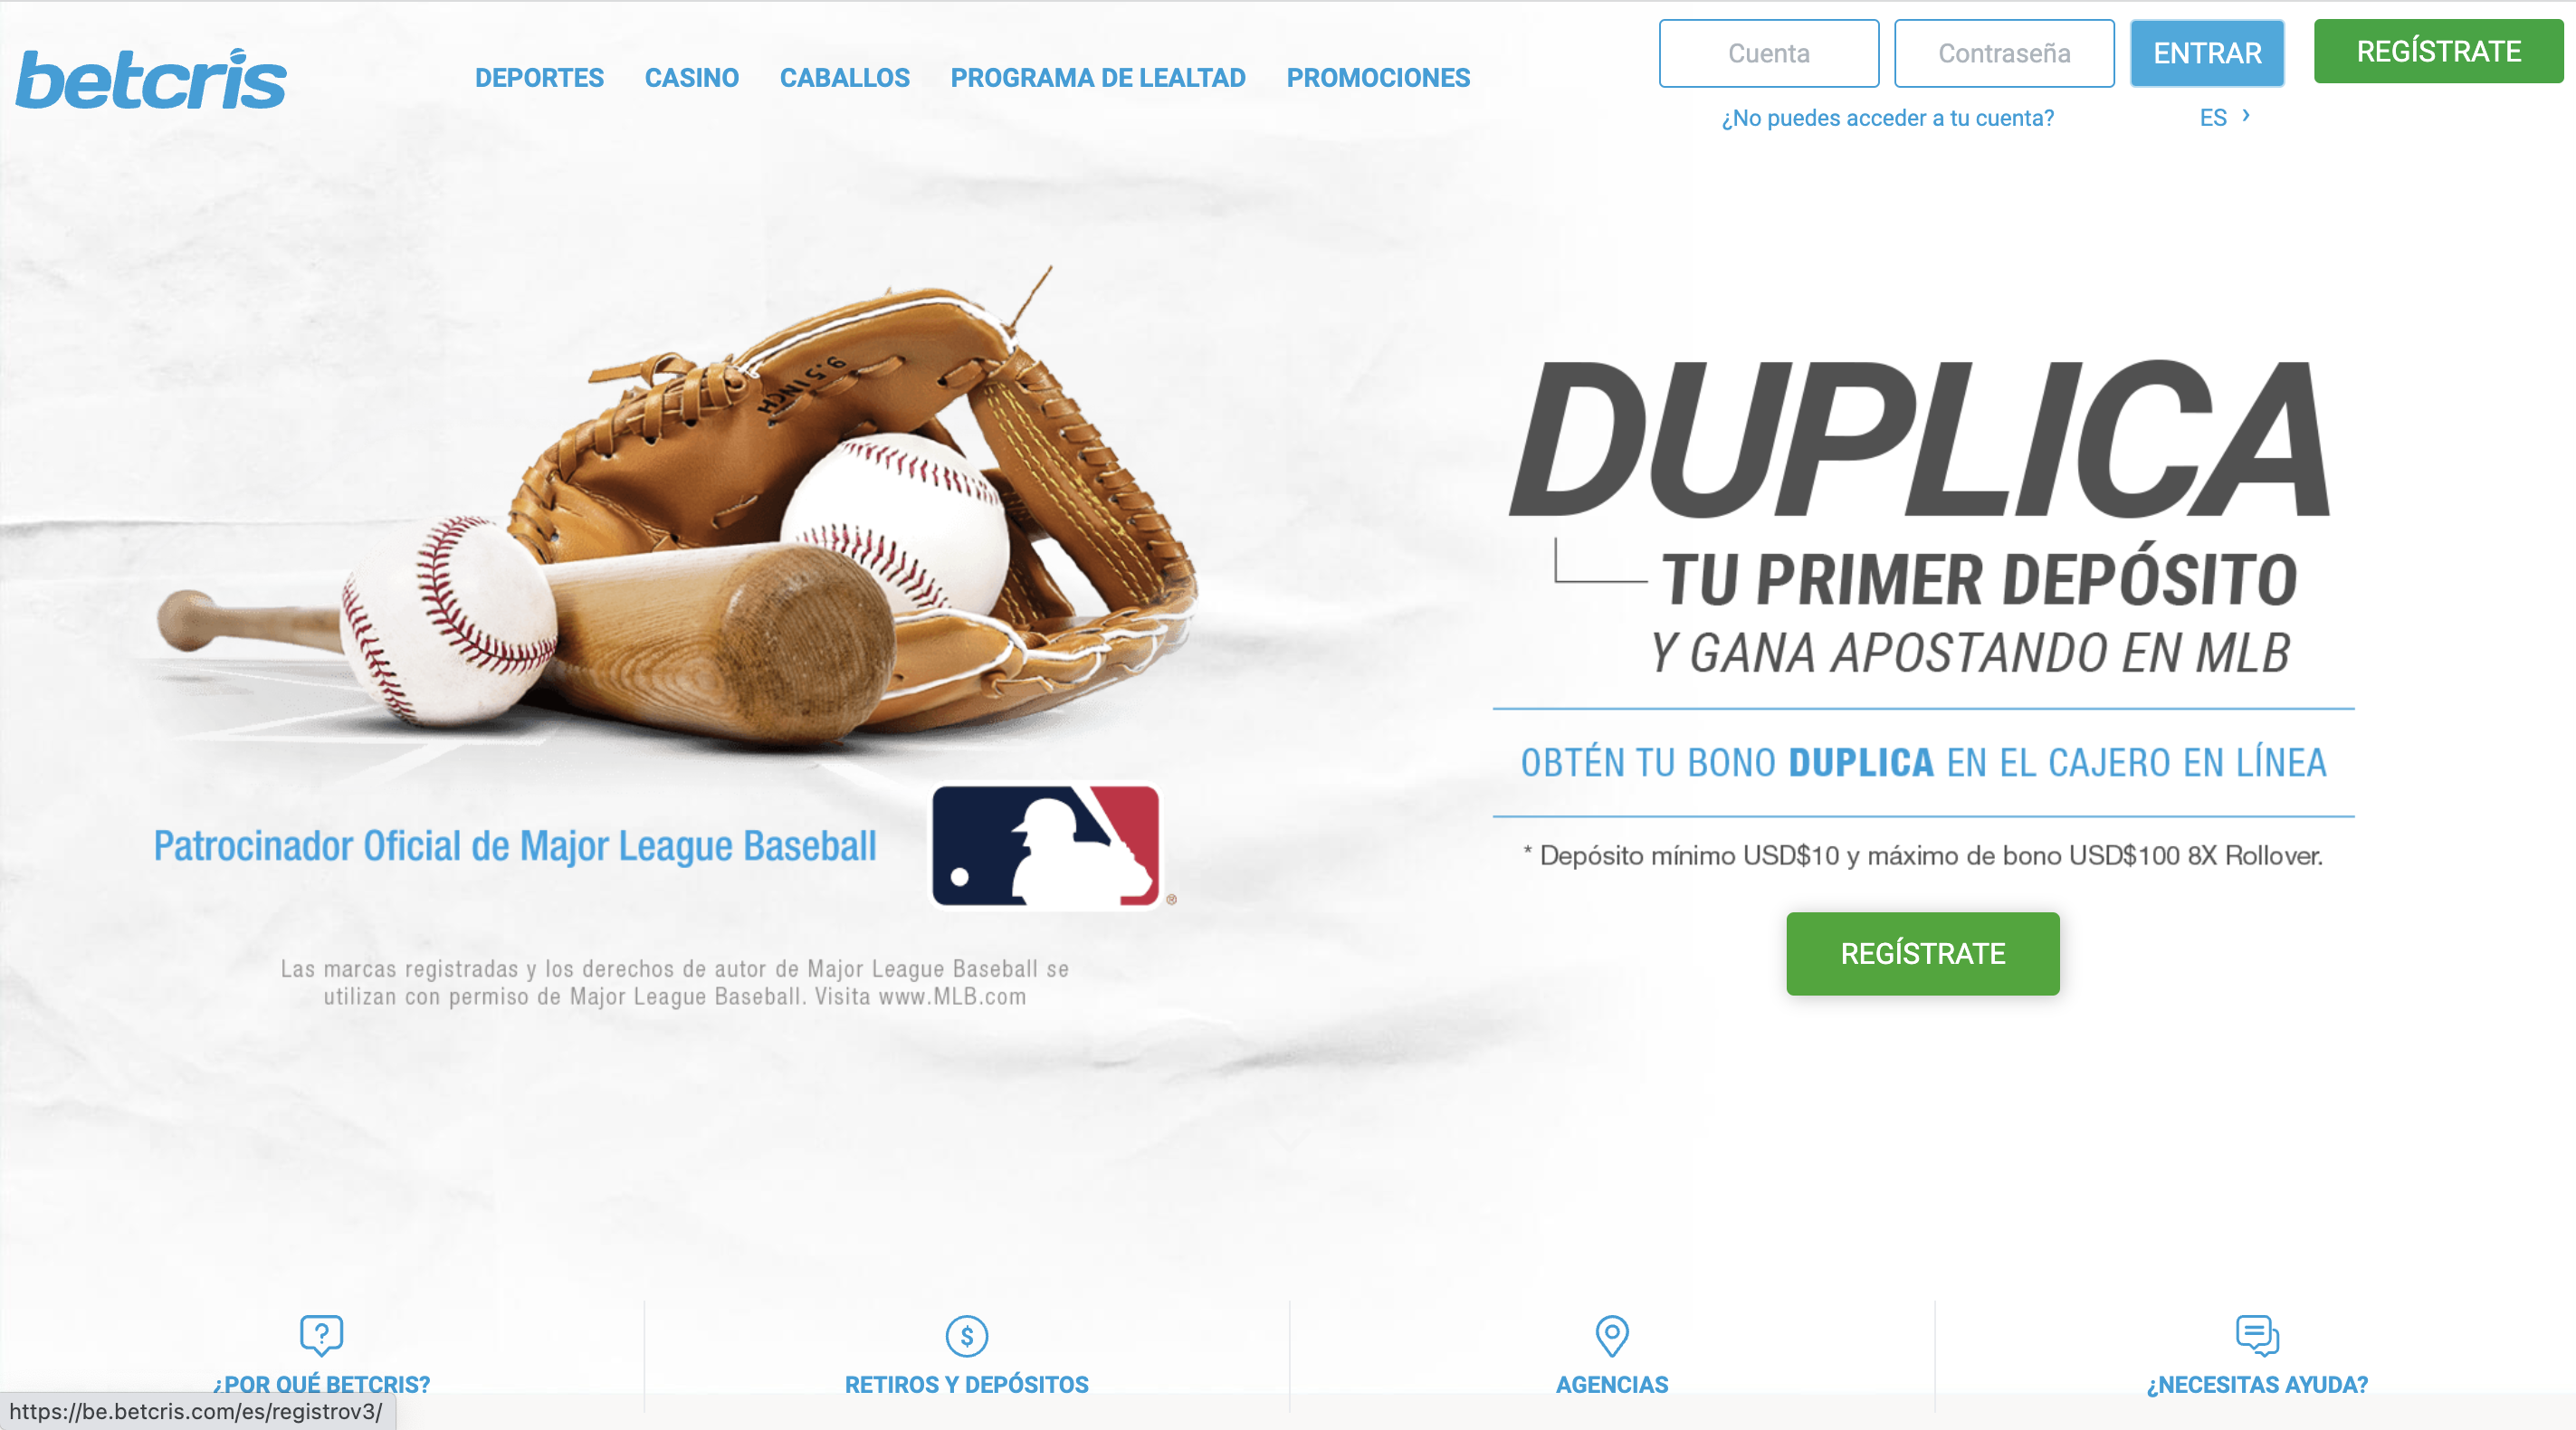 betcris
DEPORTES
CASINO
CABALLOS
PROGRAMA DE LEALTAD
PROMOCIONES
Cuenta
Contraseña
ENTRAR
REGÍSTRATE
¿No puedes acceder a tu cuenta?
ES
9.5 INCH
DUPLICA
TU PRIMER DEPÓSITO
Y GANA APOSTANDO EN MLB
OBTÉN TU BONO DUPLICA EN EL CAJERO EN LÍNEA
* Depósito mínimo USD$10 y máximo de bono USD$100 8X Rollover.
REGÍSTRATE
Patrocinador Oficial de Major League Baseball
®
Las marcas registradas y los derechos de autor de Major League Baseball se
utilizan con permiso de Major League Baseball. Visita www.MLB.com
¿POR QUÉ BETCRIS?
RETIROS Y DEPÓSITOS
AGENCIAS
¿NECESITAS AYUDA?
https://be.betcris.com/es/registrov3/